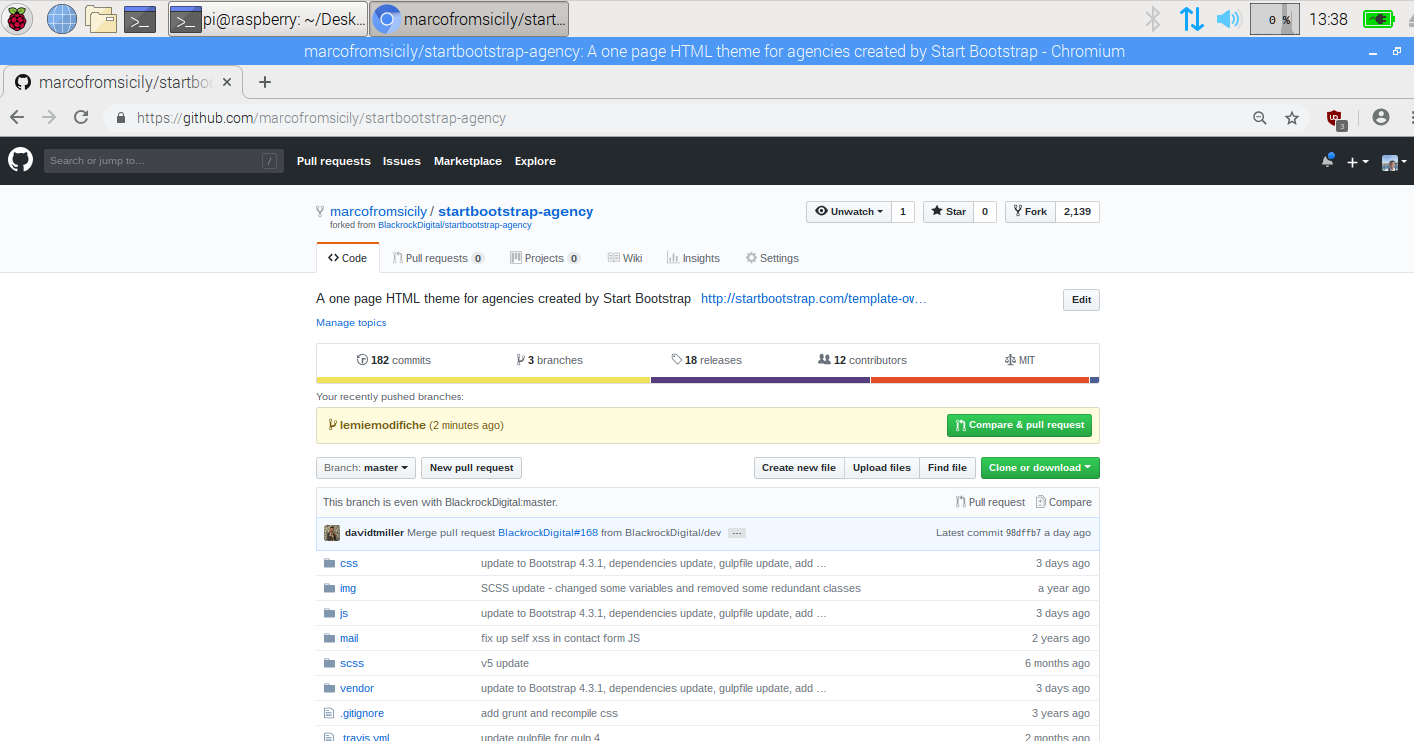 pi@raspberry: ~/Desk... marcofromsicily/start... 0 % 13:38
marcofromsicily/startbootstrap-agency: A one page HTML theme for agencies created by Start Bootstrap - Chromium
marcofromsicily/startboo
https://github.com/marcofromsicily/startbootstrap-agency 3
Search or jump to... / Pull requests Issues Marketplace Explore
marcofromsicily / startbootstrap-agency Unwatch 1 Star 0 Fork 2,139
forked from BlackrockDigital/startbootstrap-agency
Code Pull requests 0 Projects 0 Wiki Insights Settings
A one page HTML theme for agencies created by Start Bootstrap http://startbootstrap.com/template-ov… Edit
Manage topics
182 commits 3 branches 18 releases 12 contributors MIT
Your recently pushed branches:
lemiemodifiche (2 minutes ago) Compare & pull request
Branch: master New pull request Create new file Upload files Find file Clone or download
This branch is even with BlackrockDigital:master. Pull request Compare
davidtmiller Merge pull request BlackrockDigital#168 from BlackrockDigital/dev ... Latest commit 98dffb7 a day ago
css update to Bootstrap 4.3.1, dependencies update, gulpfile update, add … 3 days ago
img SCSS update - changed some variables and removed some redundant classes a year ago
js update to Bootstrap 4.3.1, dependencies update, gulpfile update, add … 3 days ago
mail fix up self xss in contact form JS 2 years ago
scss v5 update 6 months ago
vendor update to Bootstrap 4.3.1, dependencies update, gulpfile update, add … 3 days ago
.gitignore add grunt and recompile css 3 years ago
.travis.yml update gulpfile for gulp 4 2 months ago